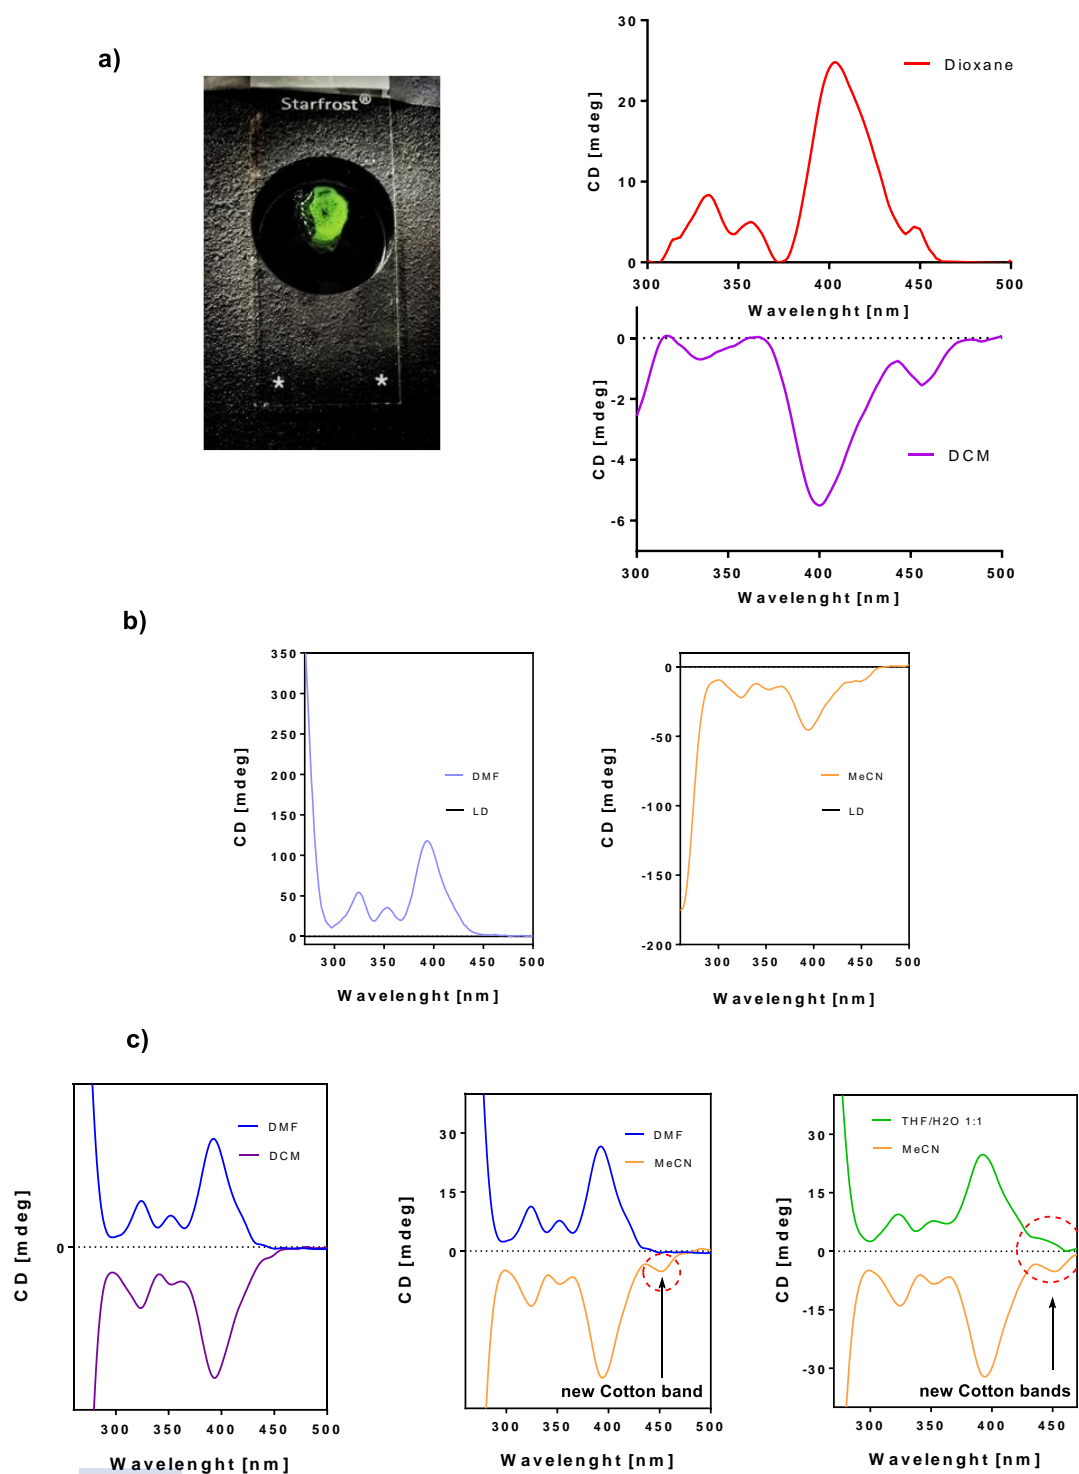 a)
Starfrost®
* *
30
20
10
0
CD [mdeg]
Dioxane
300 350 400 450 500
Wavelenght [nm]
0
-2
-4
-6
CD [mdeg]
DCM
300 350 400 450 500
Wavelenght [nm]
b)
350
300
250
200
150
100
50
0
CD [mdeg]
DMF
LD
300 350 400 450 500
Wavelenght [nm]
0
-50
-100
-150
-200
CD [mdeg]
MeCN
LD
300 350 400 450 500
Wavelenght [nm]
c)
0
CD [mdeg]
DMF
DCM
300 350 400 450 500
Wavelenght [nm]
30
15
0
CD [mdeg]
DMF
MeCN
new Cotton band
300 350 400 450 500
Wavelenght [nm]
30
15
0
-15
-30
CD [mdeg]
THF/H2O 1:1
MeCN
new Cotton bands
300 350 400 450
Wavelenght [nm]